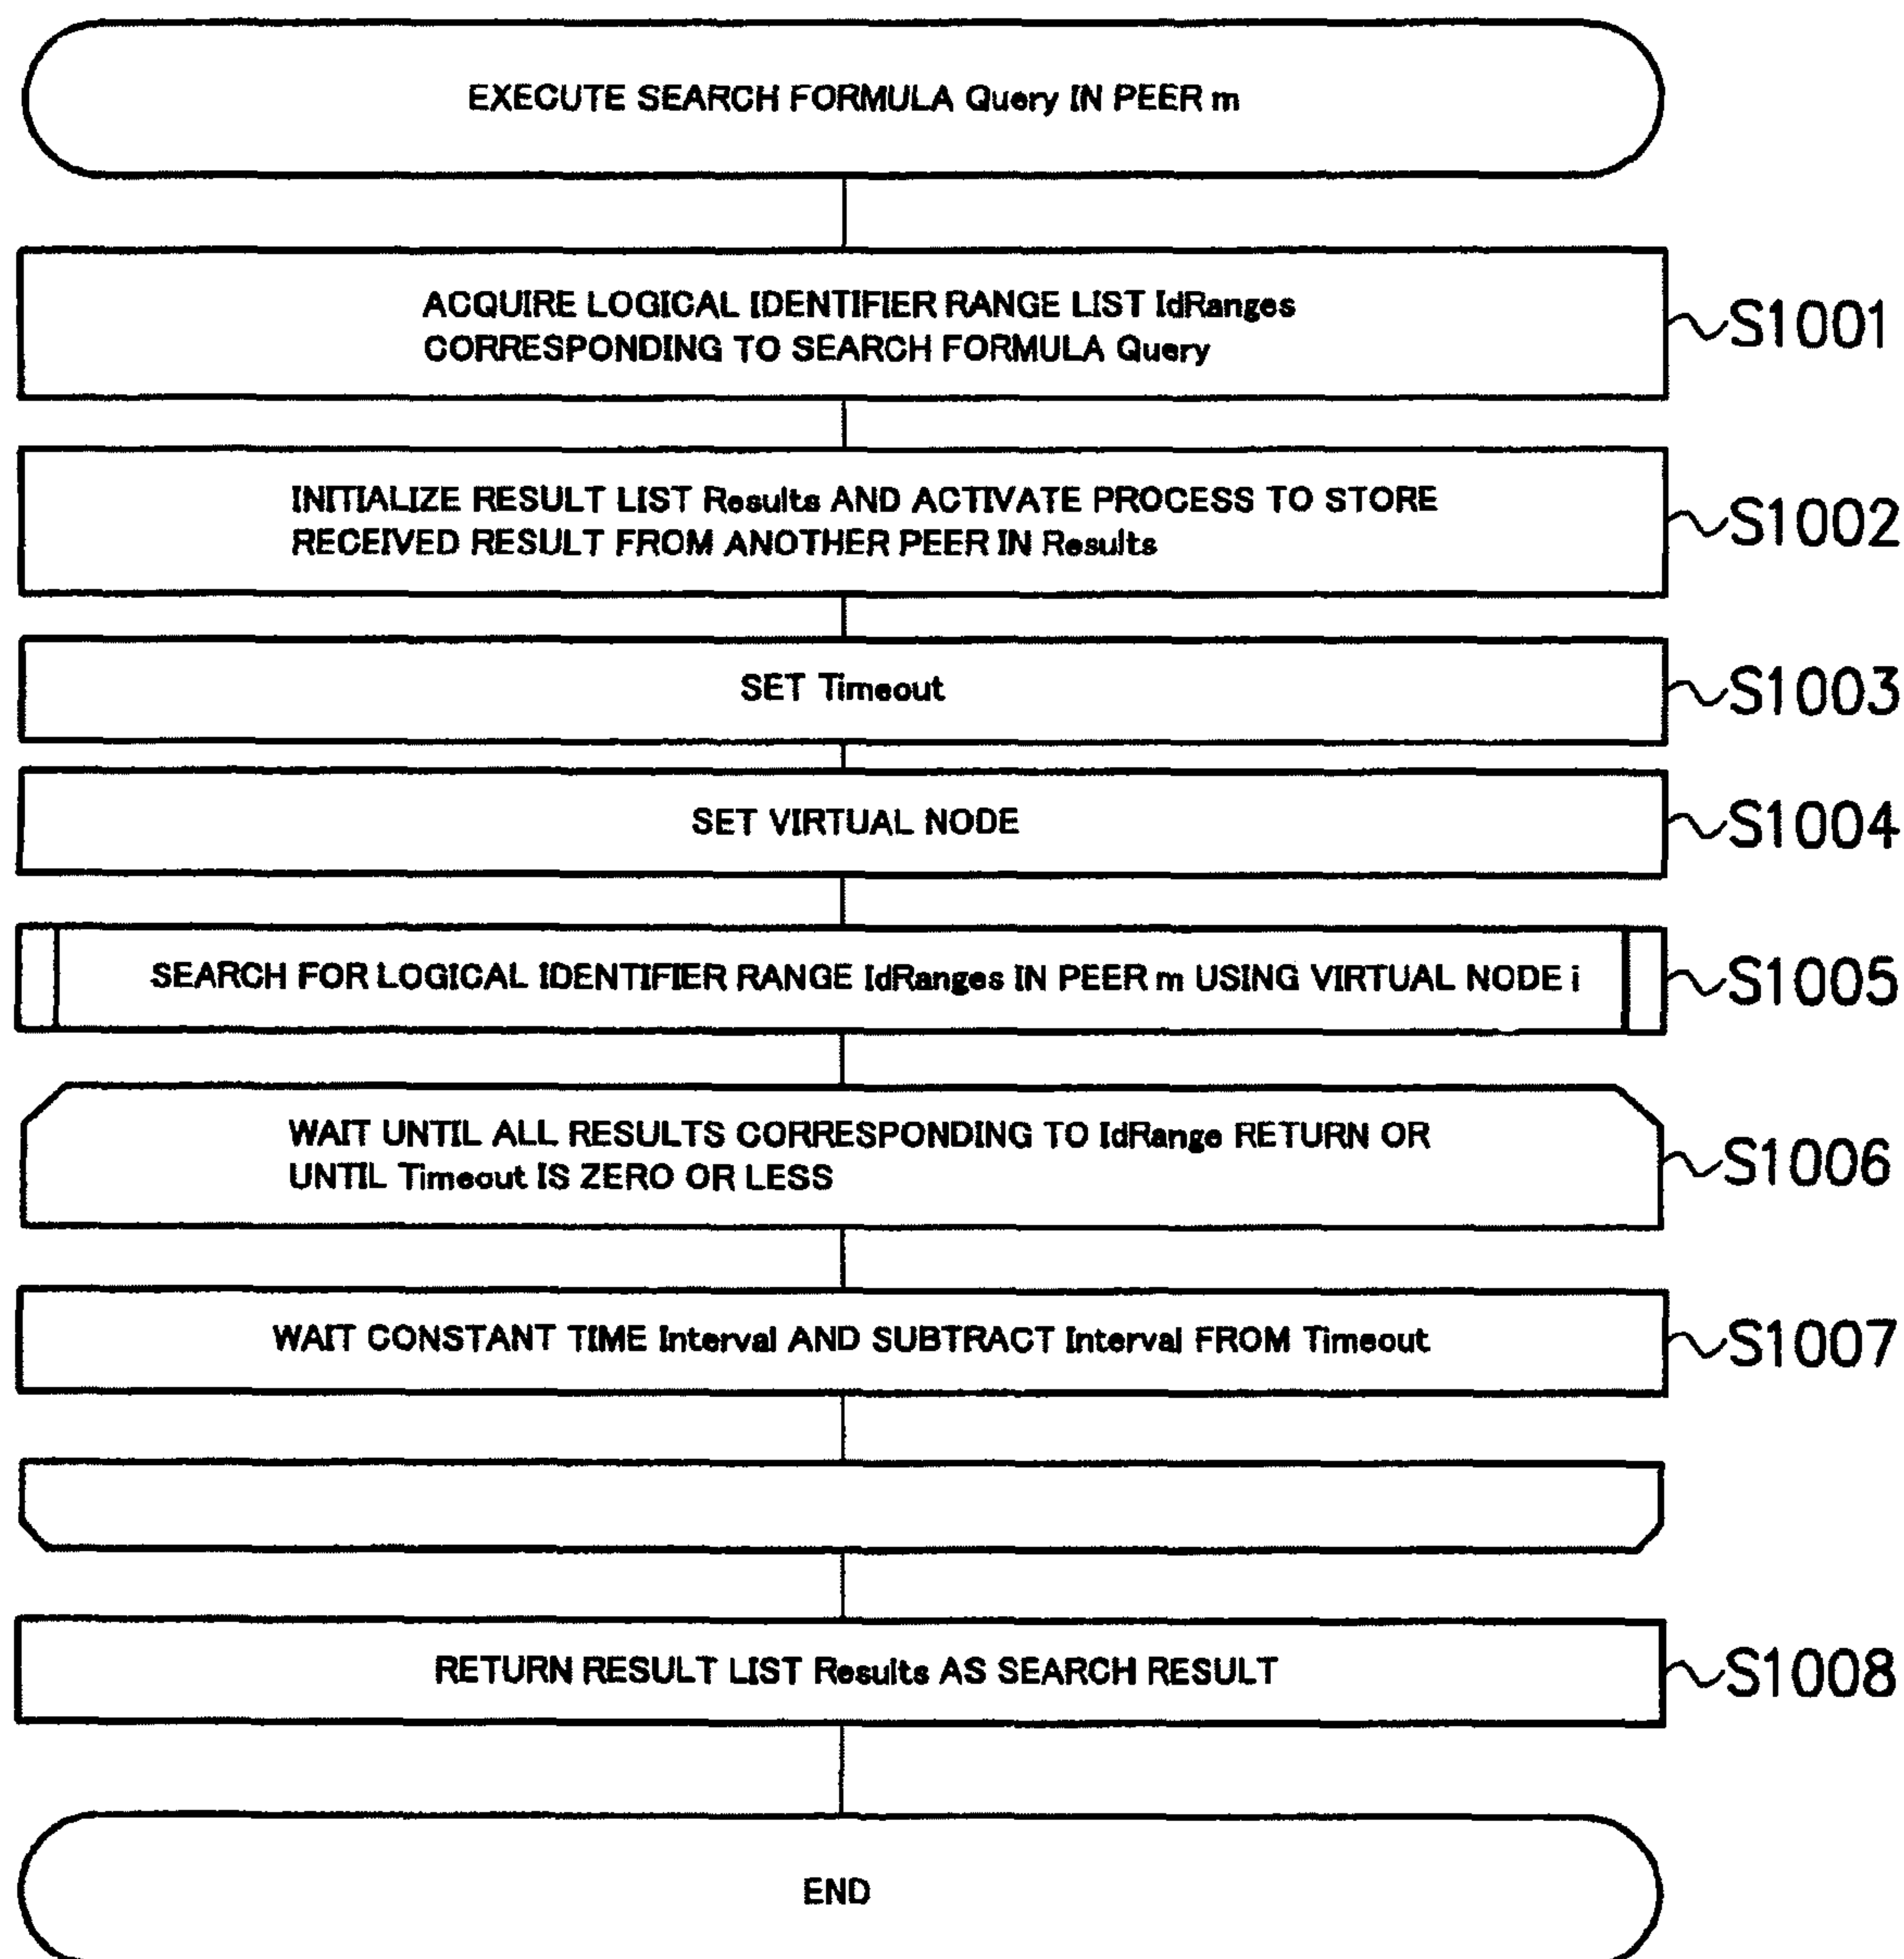 EXECUTE SEARCH FORMULA Query IN PEER m
ACQUIRE LOGICAL IDENTIFIER RANGE LIST IdRanges
CORRESPONDING TO SEARCH FORMULA Query
S1001
INITIALIZE RESULT LIST Results AND ACTIVATE PROCESS TO STORE
RECEIVED RESULT FROM ANOTHER PEER IN Results
S1002
SET Timeout
S1003
SET VIRTUAL NODE
S1004
SEARCH FOR LOGICAL IDENTIFIER RANGE IdRanges IN PEER m USING VIRTUAL NODE i
S1005
WAIT UNTIL ALL RESULTS CORRESPONDING TO IdRange RETURN OR
UNTIL Timeout IS ZERO OR LESS
S1006
WAIT CONSTANT TIME Interval AND SUBTRACT Interval FROM Timeout
S1007
RETURN RESULT LIST Results AS SEARCH RESULT
S1008
END